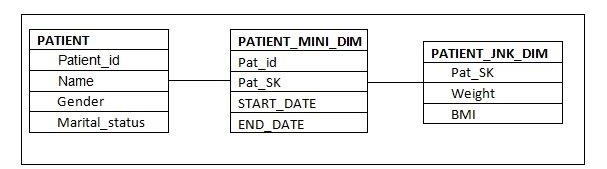 PATIENT
Patient_id
Name
Gender
Marital_status
PATIENT_MINI_DIM
Pat_id
Pat_SK
START_DATE
END_DATE
PATIENT_JNK_DIM
Pat_SK
Weight
BMI